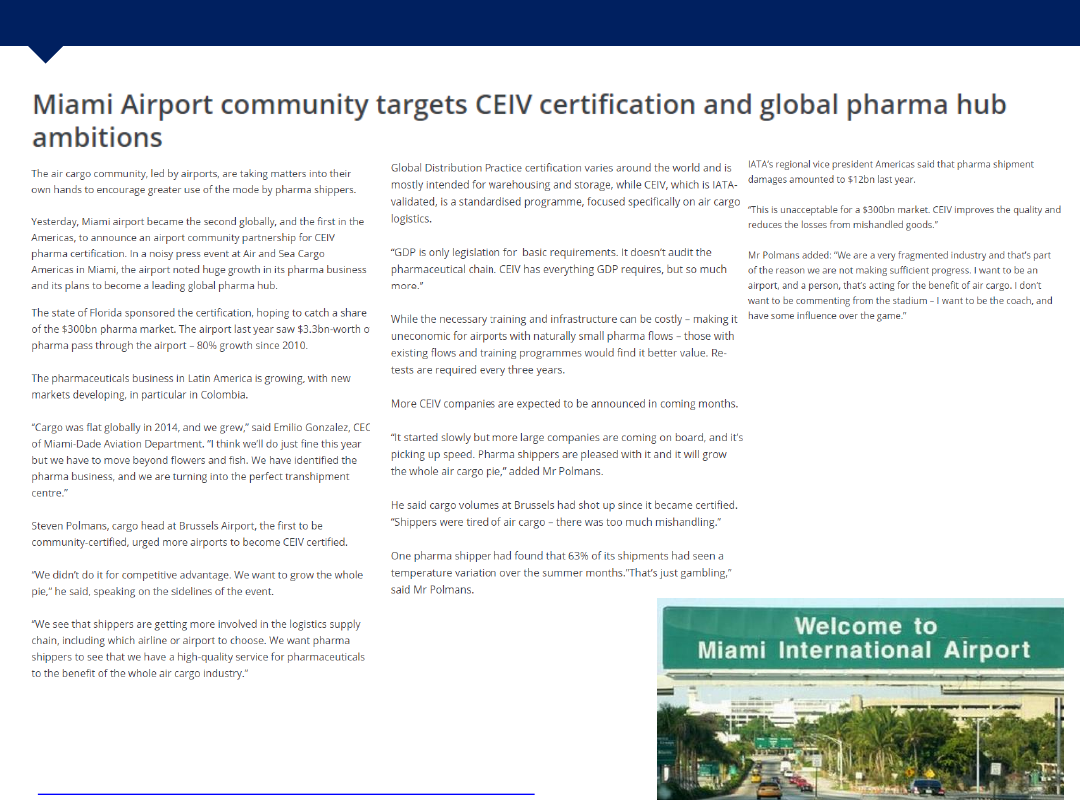 Miami Airport community targets CEIV certification and global pharma hub
ambitions
The air cargo community, led by airports, are taking matters into their
own hands to encourage greater use of the mode by pharma shippers.
Yesterday, Miami airport became the second globally, and the first in the
Americas, to announce an airport community partnership for CEIV
pharma certification. In a noisy press event at Air and Sea Cargo
Americas in Miami, the airport noted huge growth in its pharma business
and its plans to become a leading global pharma hub.
The state of Florida sponsored the certification, hoping to catch a share
of the $300bn pharma market. The airport last year saw $3.3bn-worth o
pharma pass through the airport – 80% growth since 2010.
The pharmaceuticals business in Latin America is growing, with new
markets developing, in particular in Colombia.
“Cargo was flat globally in 2014, and we grew,” said Emilio Gonzalez, CEO
of Miami-Dade Aviation Department. “I think we’ll do just fine this year
but we have to move beyond flowers and fish. We have identified the
pharma business, and we are turning into the perfect transhipment
centre.”
Steven Polmans, cargo head at Brussels Airport, the first to be
community-certified, urged more airports to become CEIV certified.
“We didn’t do it for competitive advantage. We want to grow the whole
pie,” he said, speaking on the sidelines of the event.
“We see that shippers are getting more involved in the logistics supply
chain, including which airline or airport to choose. We want pharma
shippers to see that we have a high-quality service for pharmaceuticals
to the benefit of the whole air cargo industry.”
Global Distribution Practice certification varies around the world and is
mostly intended for warehousing and storage, while CEIV, which is IATA-
validated, is a standardised programme, focused specifically on air cargo
logistics.
“GDP is only legislation for basic requirements. It doesn’t audit the
pharmaceutical chain. CEIV has everything GDP requires, but so much
more.”
While the necessary training and infrastructure can be costly – making it
uneconomic for airports with naturally small pharma flows – those with
existing flows and training programmes would find it better value. Re-
tests are required every three years.
More CEIV companies are expected to be announced in coming months.
“It started slowly but more large companies are coming on board, and it’s
picking up speed. Pharma shippers are pleased with it and it will grow
the whole air cargo pie,” added Mr Polmans.
He said cargo volumes at Brussels had shot up since it became certified.
“Shippers were tired of air cargo – there was too much mishandling.”
One pharma shipper had found that 63% of its shipments had seen a
temperature variation over the summer months.“That’s just gambling,”
said Mr Polmans.
IATA’s regional vice president Americas said that pharma shipment
damages amounted to $12bn last year.
“This is unacceptable for a $300bn market. CEIV improves the quality and
reduces the losses from mishandled goods.”
Mr Polmans added: “We are a very fragmented industry and that’s part
of the reason we are not making sufficient progress. I want to be an
airport, and a person, that’s acting for the benefit of air cargo. I don’t
want to be commenting from the stadium – I want to be the coach, and
have some influence over the game.”
Welcome to
Miami International Airport